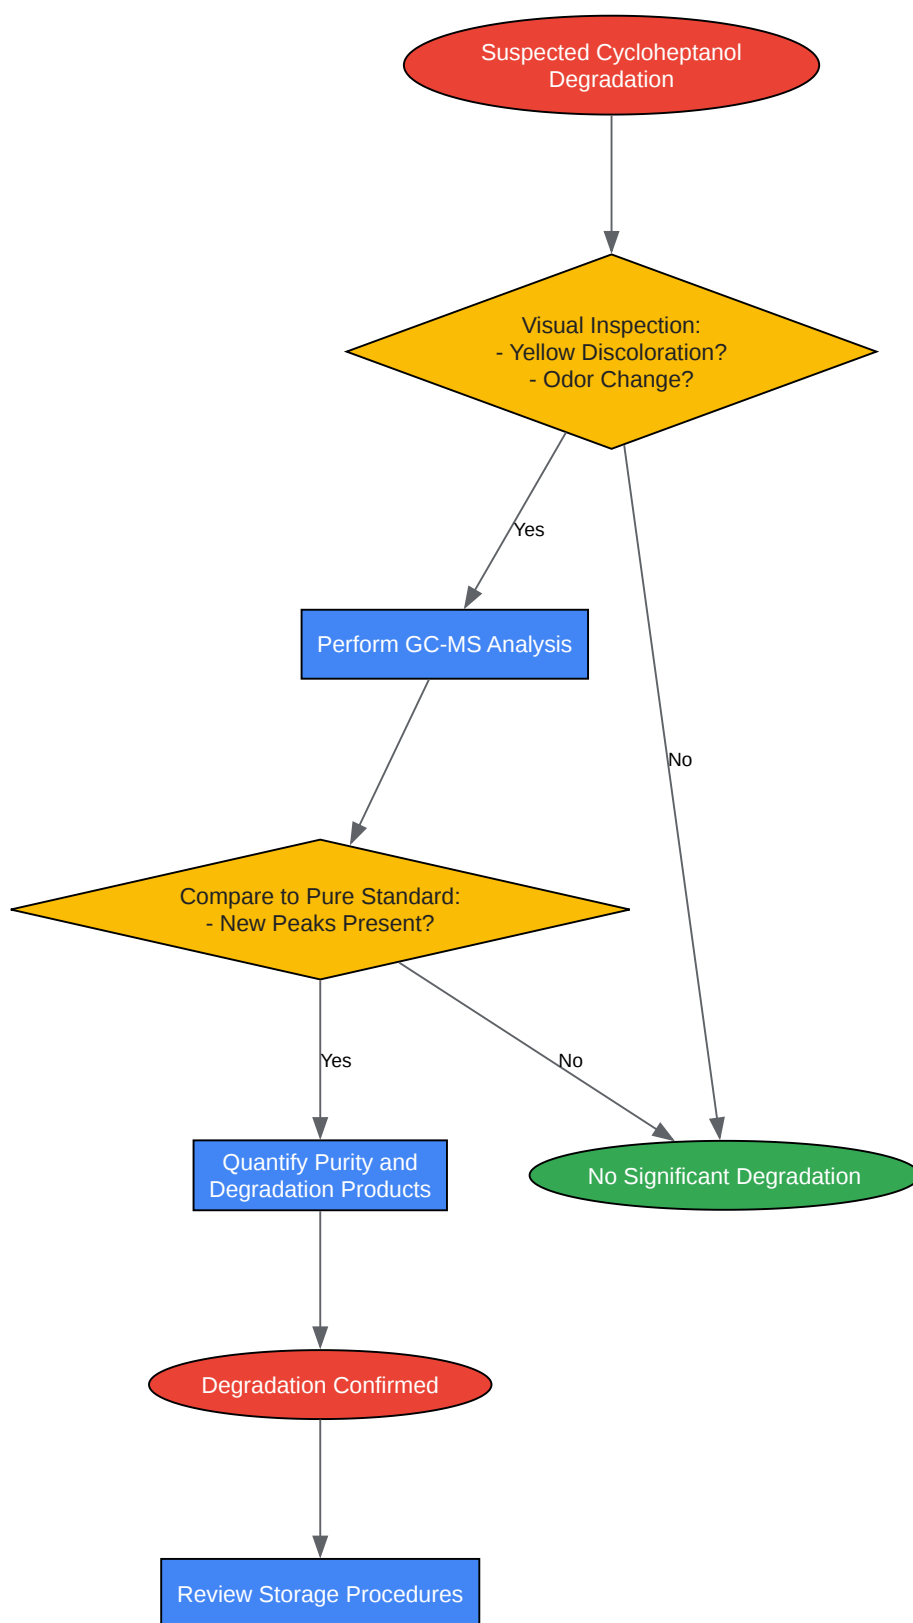 Suspected Cycloheptanol
Degradation
Visual Inspection:
- Yellow Discoloration?
- Odor Change?
Yes
Perform GC-MS Analysis
No
Compare to Pure Standard:
- New Peaks Present?
Yes
No
Quantify Purity and
Degradation Products
No Significant Degradation
Degradation Confirmed
Review Storage Procedures